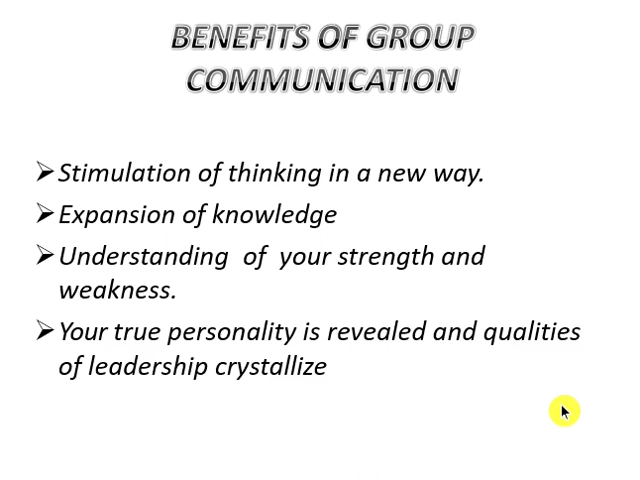 BENEFITS OF GROUP
COMMUNICATION
➢Stimulation of thinking in a new way.
➢Expansion of knowledge
➢Understanding of your strength and
weakness.
➢Your true personality is revealed and qualities
of leadership crystallize